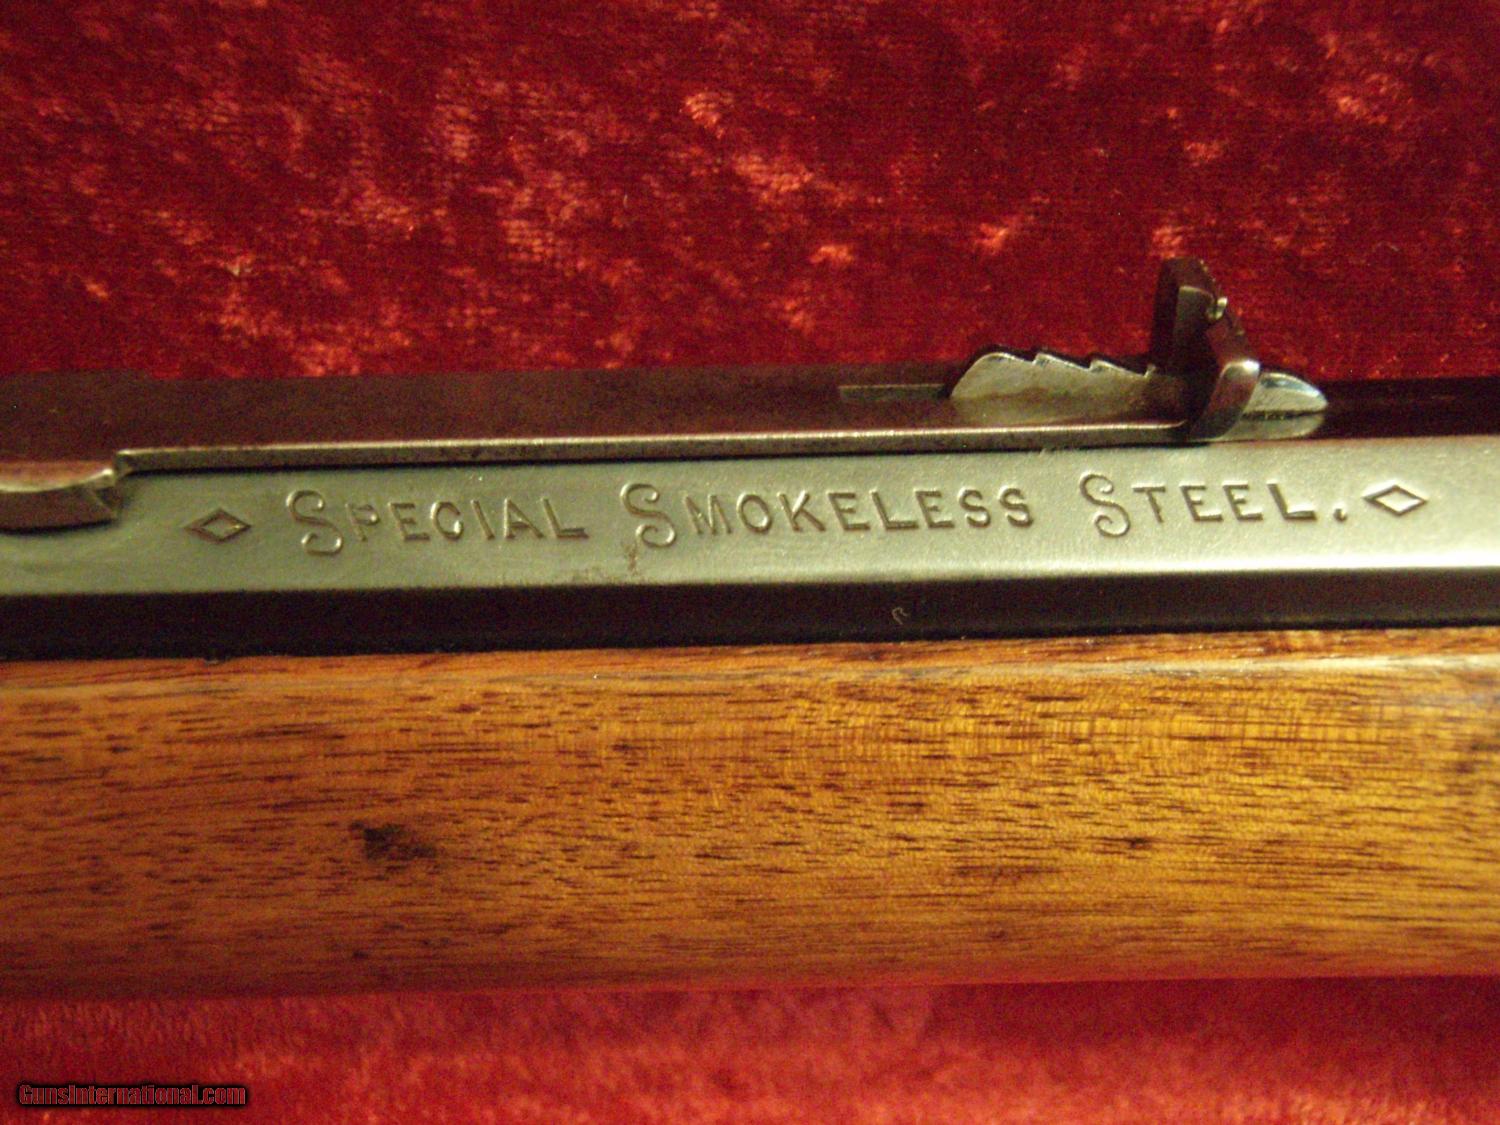 ◇ SPECIAL SMOKELESS STEEL. ◇
GunsInternational.com